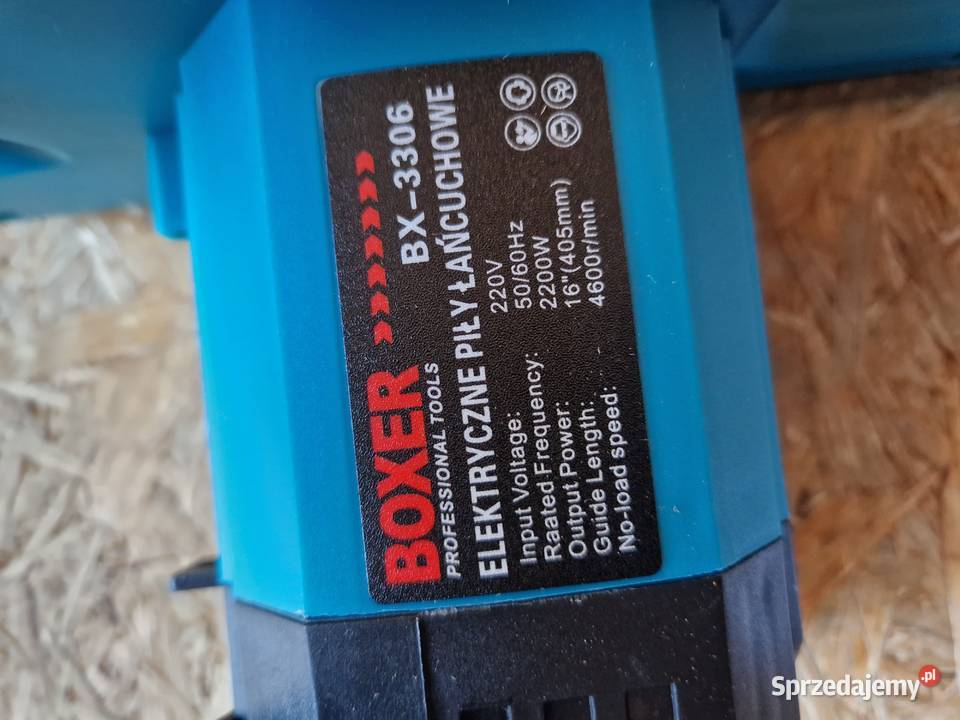 BOXER
PROFESSIONAL TOOLS
BX-3306
ELEKTRYCZNE PIŁY ŁAŃCUCHOWE
Input Voltage: 220V
Raated Frequency: 50/60Hz
Output Power: 2200W
Guide Length: 16"(405mm)
No-load speed: 4600r/min
Sprzedajemy.pl